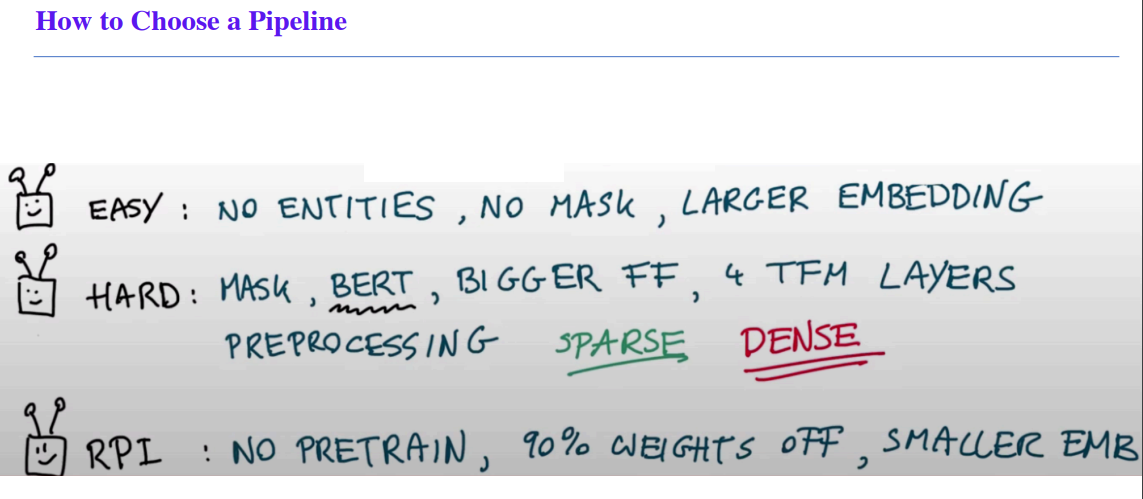 How to Choose a Pipeline
EASY : NO ENTITIES , NO MASK , LARGER EMBEDDING
HARD : MASK , BERT , BIGGER FF , 4 TFM LAYERS
PREPROCESSING SPARSE DENSE
RPI : NO PRETRAIN , 90% WEIGHTS OFF , SMALLER EMB